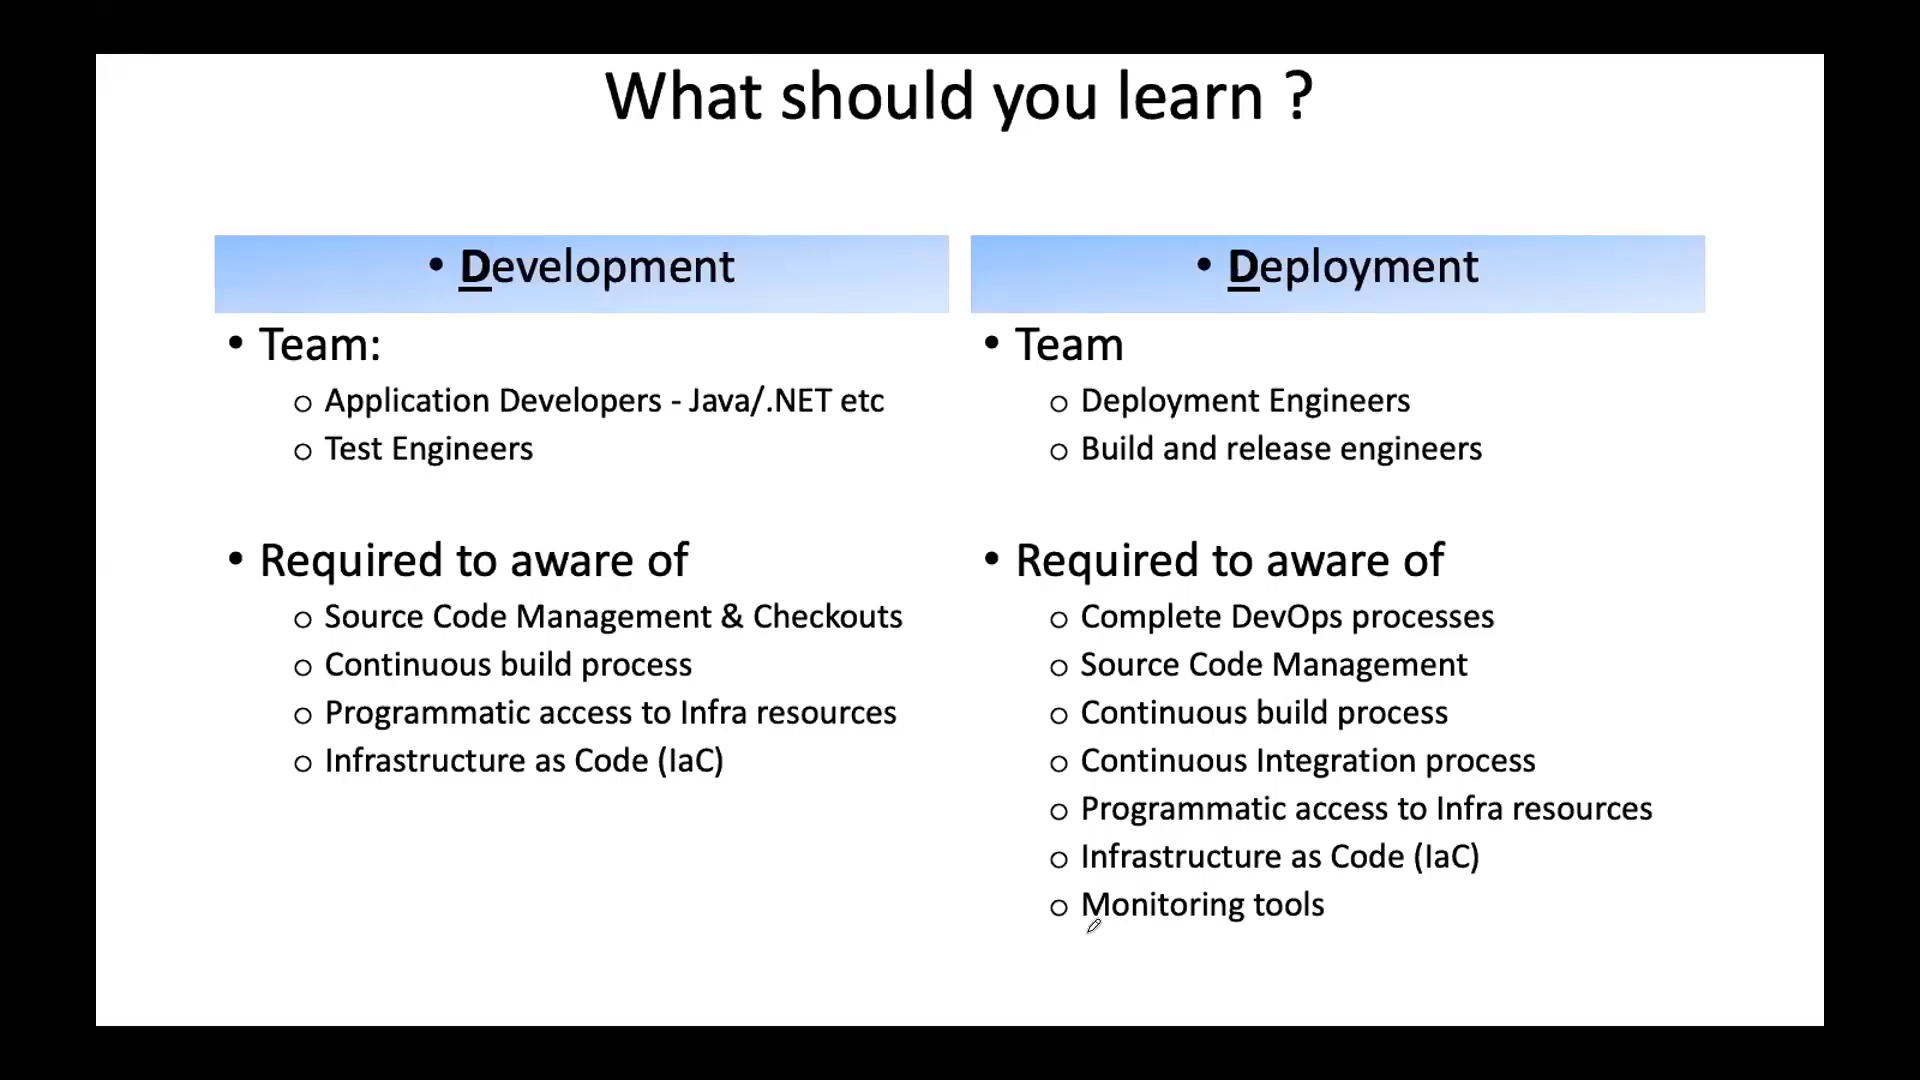 What should you learn ?
• Development
• Team:
o Application Developers - Java/.NET etc
o Test Engineers
• Required to aware of
o Source Code Management & Checkouts
o Continuous build process
o Programmatic access to Infra resources
o Infrastructure as Code (IaC)
• Deployment
• Team
o Deployment Engineers
o Build and release engineers
• Required to aware of
o Complete DevOps processes
o Source Code Management
o Continuous build process
o Continuous Integration process
o Programmatic access to Infra resources
o Infrastructure as Code (IaC)
o Monitoring tools